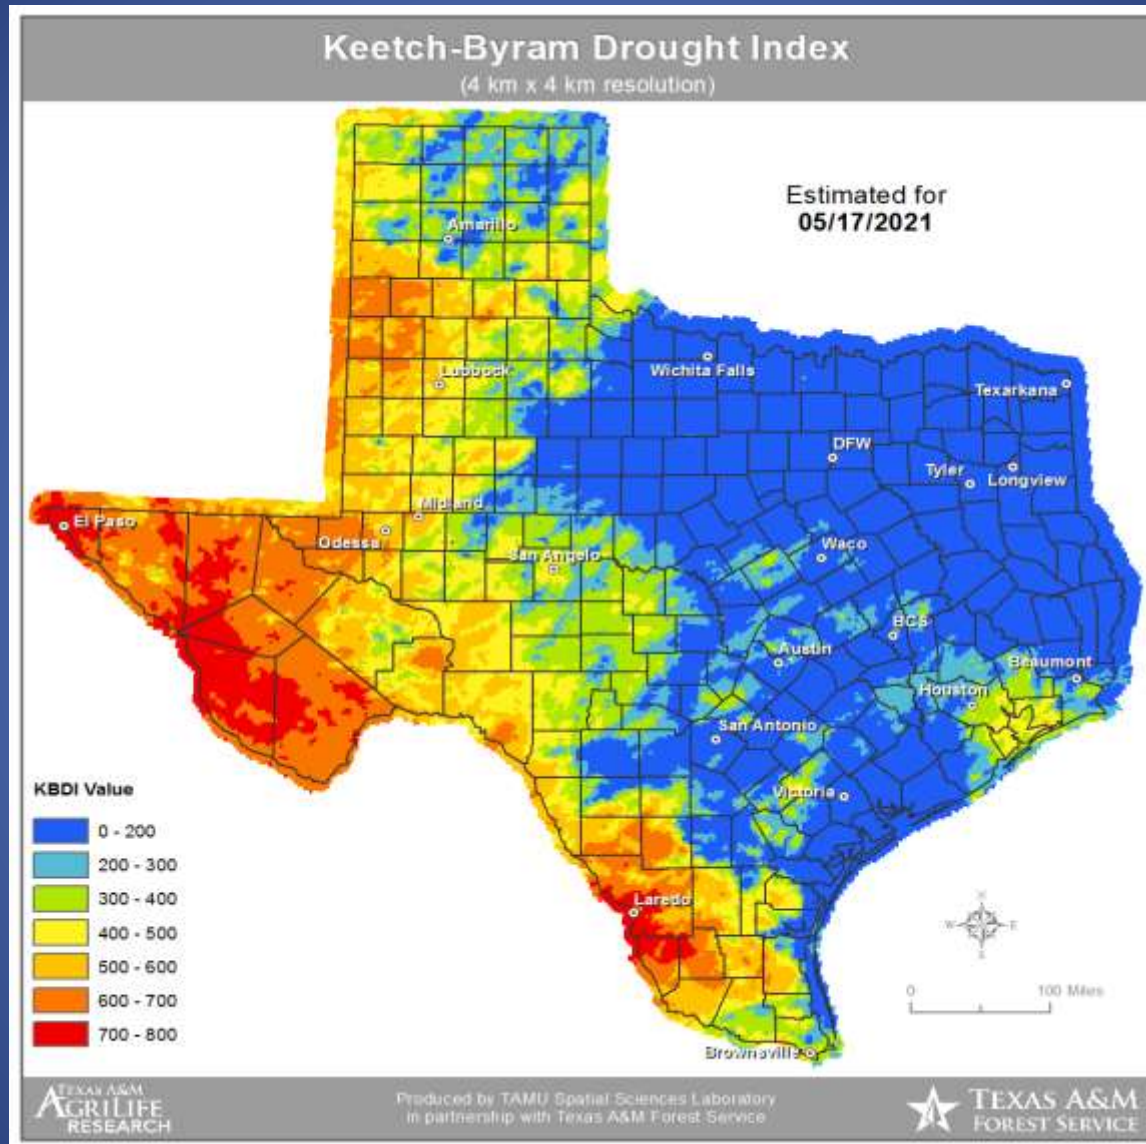 Keetch-Byram Drought Index
(4 km x 4 km resolution)
Estimated for
05/17/2021
Amarillo
Lubbock
Wichita Falls
Texarkana
DFW
Tyler
Longview
Midland
El Paso
Odessa
San Angelo
Waco
BCS
Austin
Beaumont
Houston
San Antonio
Victoria
Laredo
Brownsville
KBDI Value
0 - 200
200 - 300
300 - 400
400 - 500
500 - 600
600 - 700
700 - 800
N
W E
S
0 100 Miles
TEXAS A&M
AGRILIFE
RESEARCH
Produced by TAMU Spatial Sciences Laboratory
in partnership with Texas A&M Forest Service
TEXAS A&M
FOREST SERVICE